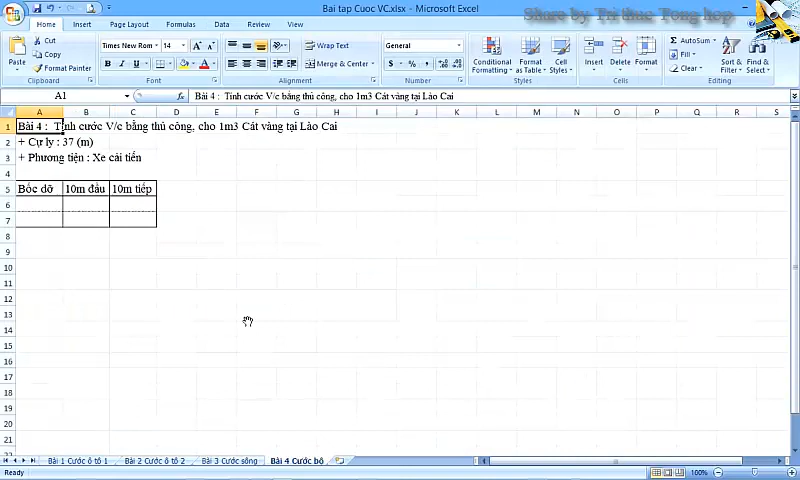 Bai tap Cuoc VC.xlsx - Microsoft Excel
Share by Tri thuc Tong hop
Home Insert Page Layout Formulas Data Review View
Cut
Copy
Format Painter
Paste
Clipboard
Times New Rom 14
B I U
Font
Wrap Text
Merge & Center
Alignment
General
$ % ,
Number
Conditional Formatting
Format as Table
Cell Styles
Styles
Insert Delete Format
Cells
Σ AutoSum
Fill
Clear
Sort & Filter
Find & Select
Editing
A1 fx Bài 4 : Tính cước V/c bằng thủ công, cho 1m3 Cát vàng tại Lào Cai
A B C D E F G H I J K L M N O P Q R S
1 Bài 4 : Tính cước V/c bằng thủ công, cho 1m3 Cát vàng tại Lào Cai
2 + Cự ly : 37 (m)
3 + Phương tiện : Xe cải tiến
4
5 Bốc dỡ 10m đầu 10m tiếp
6
7
8
9
10
11
12
13
14
15
16
17
18
19
20
21
22
Bài 1 Cước ô tô 1 Bài 2 Cước ô tô 2 Bài 3 Cước sông Bài 4 Cước bộ
Ready 100%